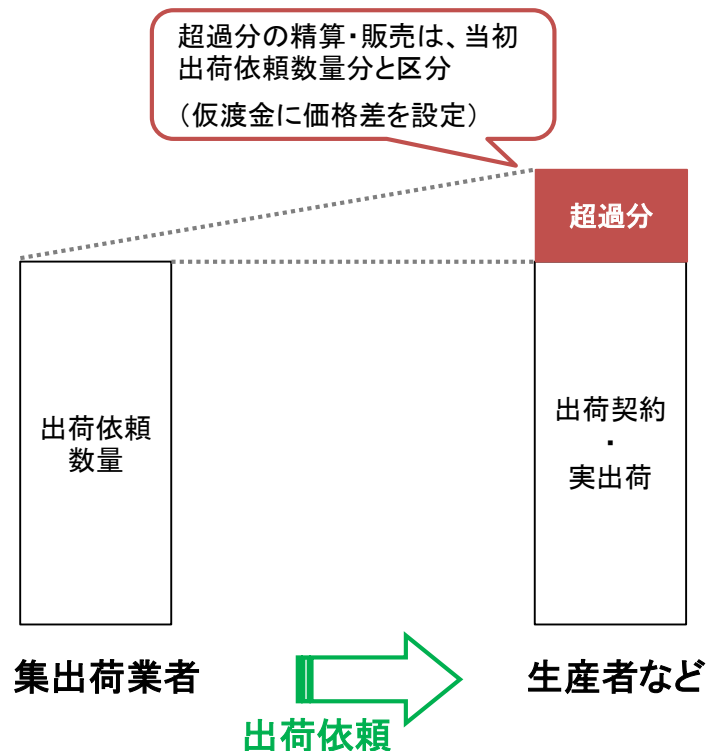 超過分の精算・販売は、当初
出荷依頼数量分と区分
（仮渡金に価格差を設定）
超過分
出荷依頼
数量
出荷契約
・
実出荷
集出荷業者
出荷依頼
生産者など